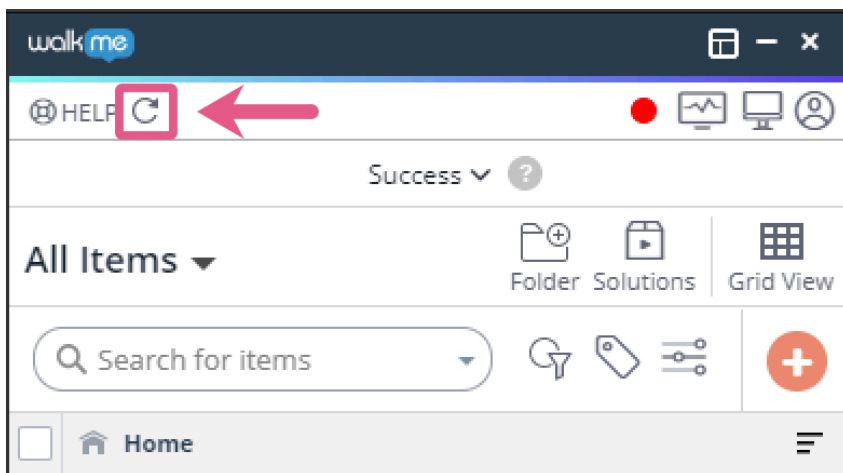 walkme
HELP
Success ?
All Items
Folder Solutions Grid View
Search for items
Home